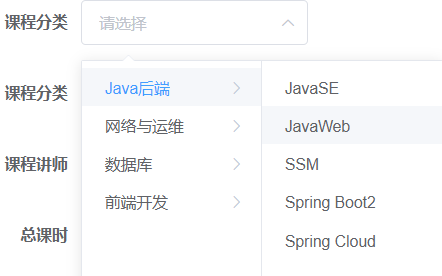 课程分类 请选择
课程分类
课程讲师
总课时
Java后端
网络与运维
数据库
前端开发
JavaSE
JavaWeb
SSM
Spring Boot2
Spring Cloud